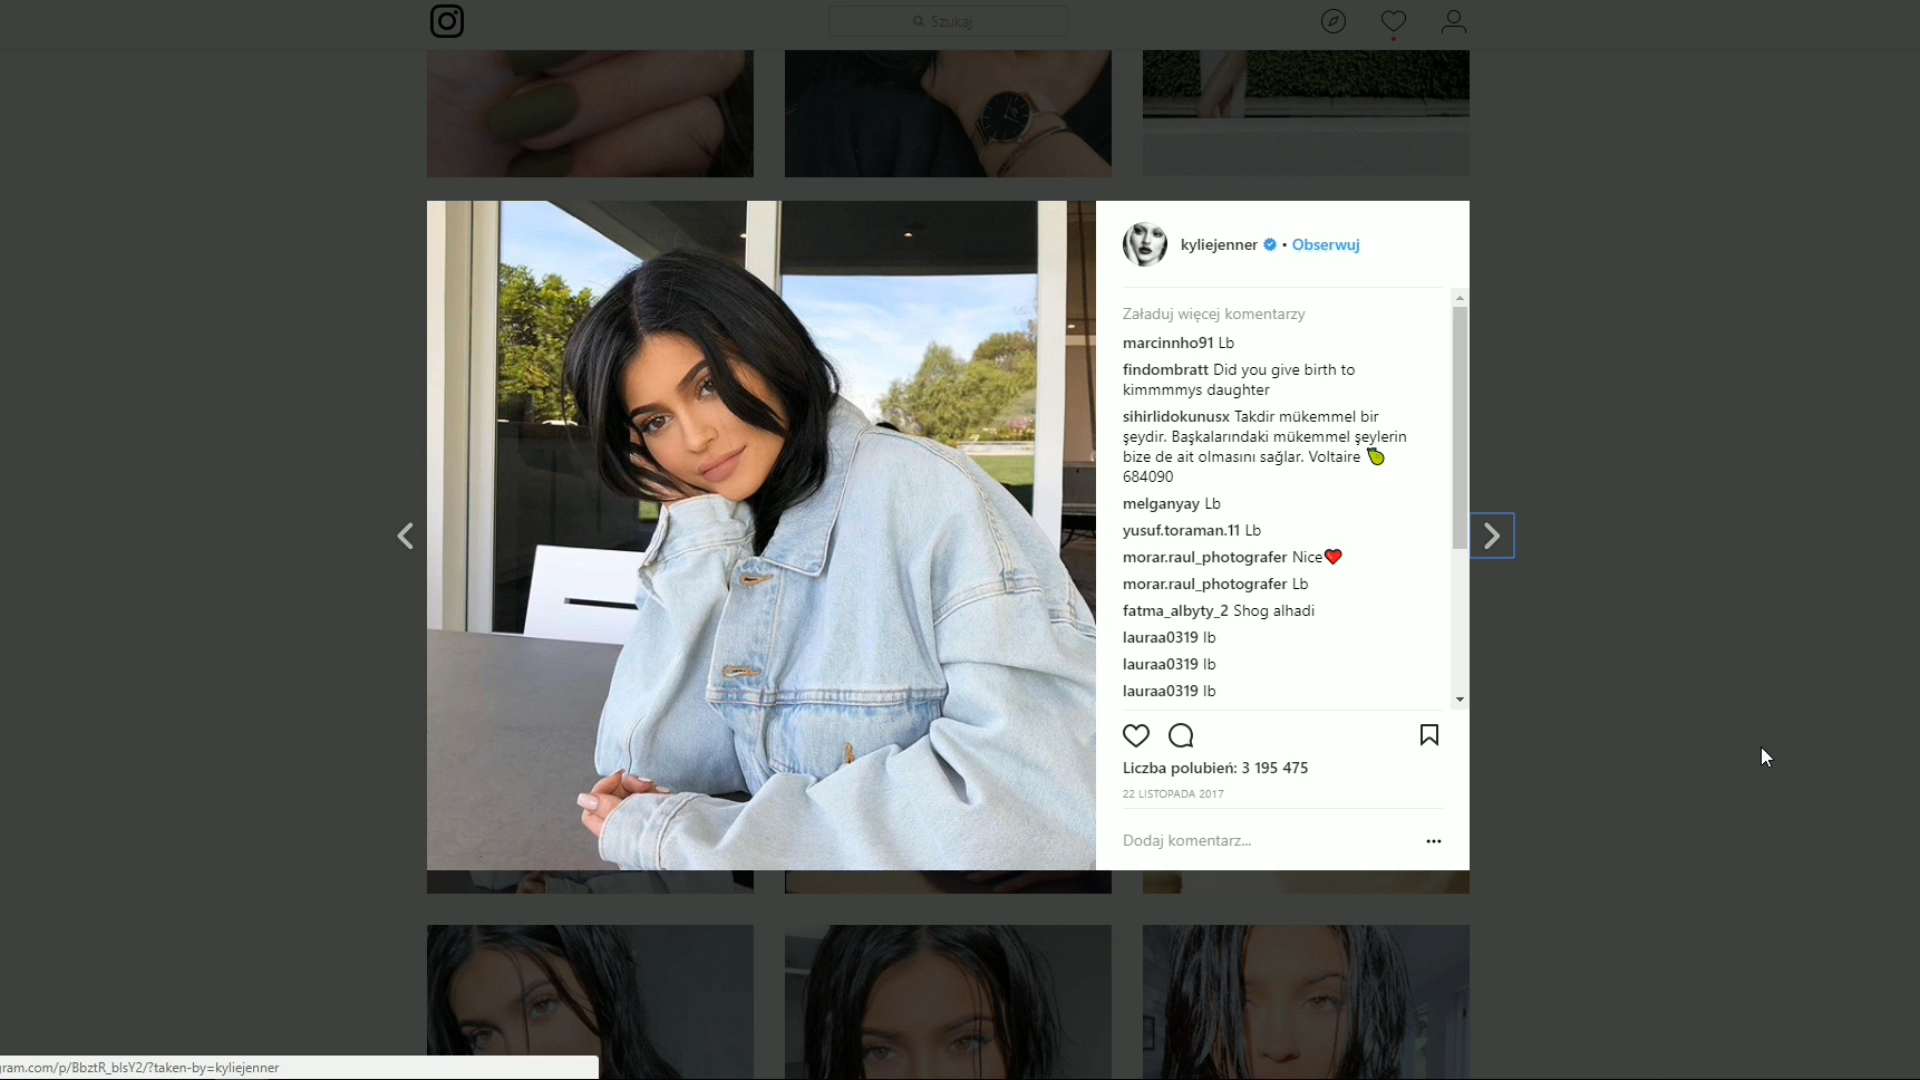 Szukaj
kyliejenner • Obserwuj
Załaduj więcej komentarzy
marcinnho91 Lb
findombratt Did you give birth to
kimmmmys daughter
sihirlidokunusx Takdir mükemmel bir
şeydir. Başkalarındaki mükemmel şeylerin
bize de ait olmasını sağlar. Voltaire 🍐
684090
melganyay Lb
yusuf.toraman.11 Lb
morar.raul_photografer Nice❤️
morar.raul_photografer Lb
fatma_albyty_2 Shog alhadi
lauraa0319 lb
lauraa0319 lb
lauraa0319 lb
Liczba polubień: 3 195 475
22 LISTOPADA 2017
Dodaj komentarz...
gram.com/p/BbztR_blsY2/?taken-by=kyliejenner